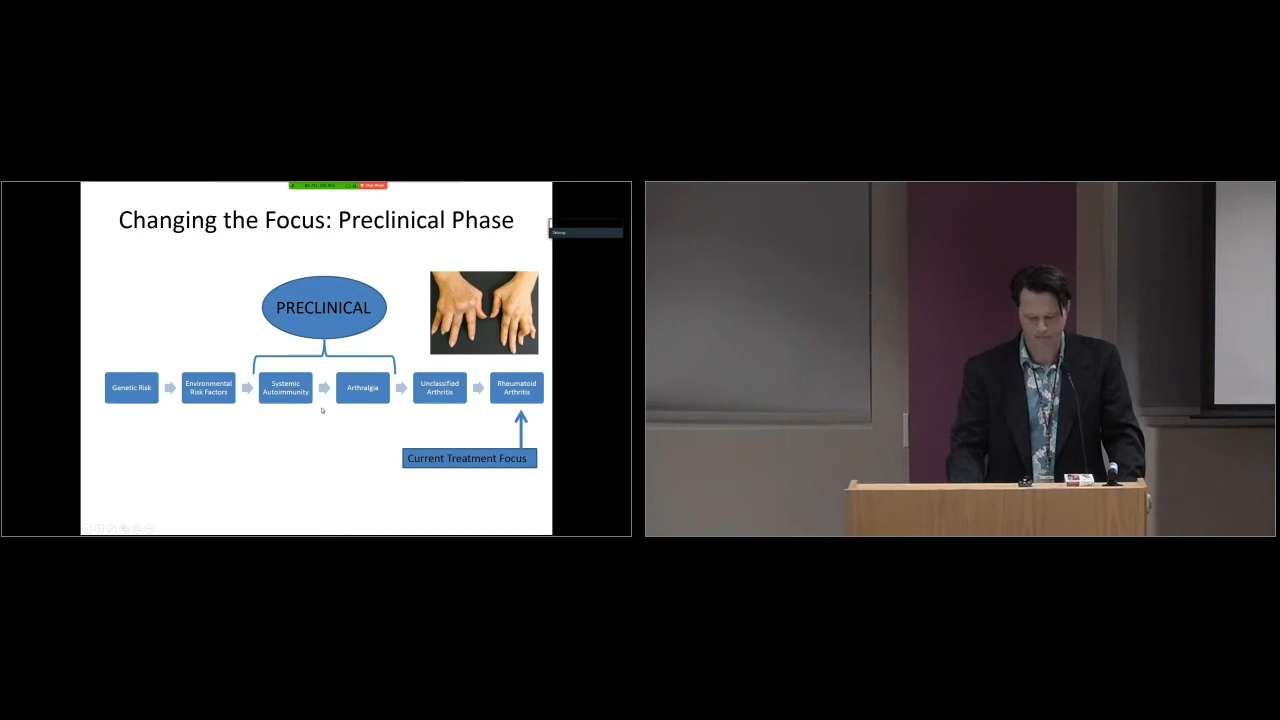 Changing the Focus: Preclinical Phase
PRECLINICAL
Genetic Risk
Environmental
Risk Factors
Systemic
Autoimmunity
Arthralgia
Unclassified
Arthritis
Rheumatoid
Arthritis
Current Treatment Focus